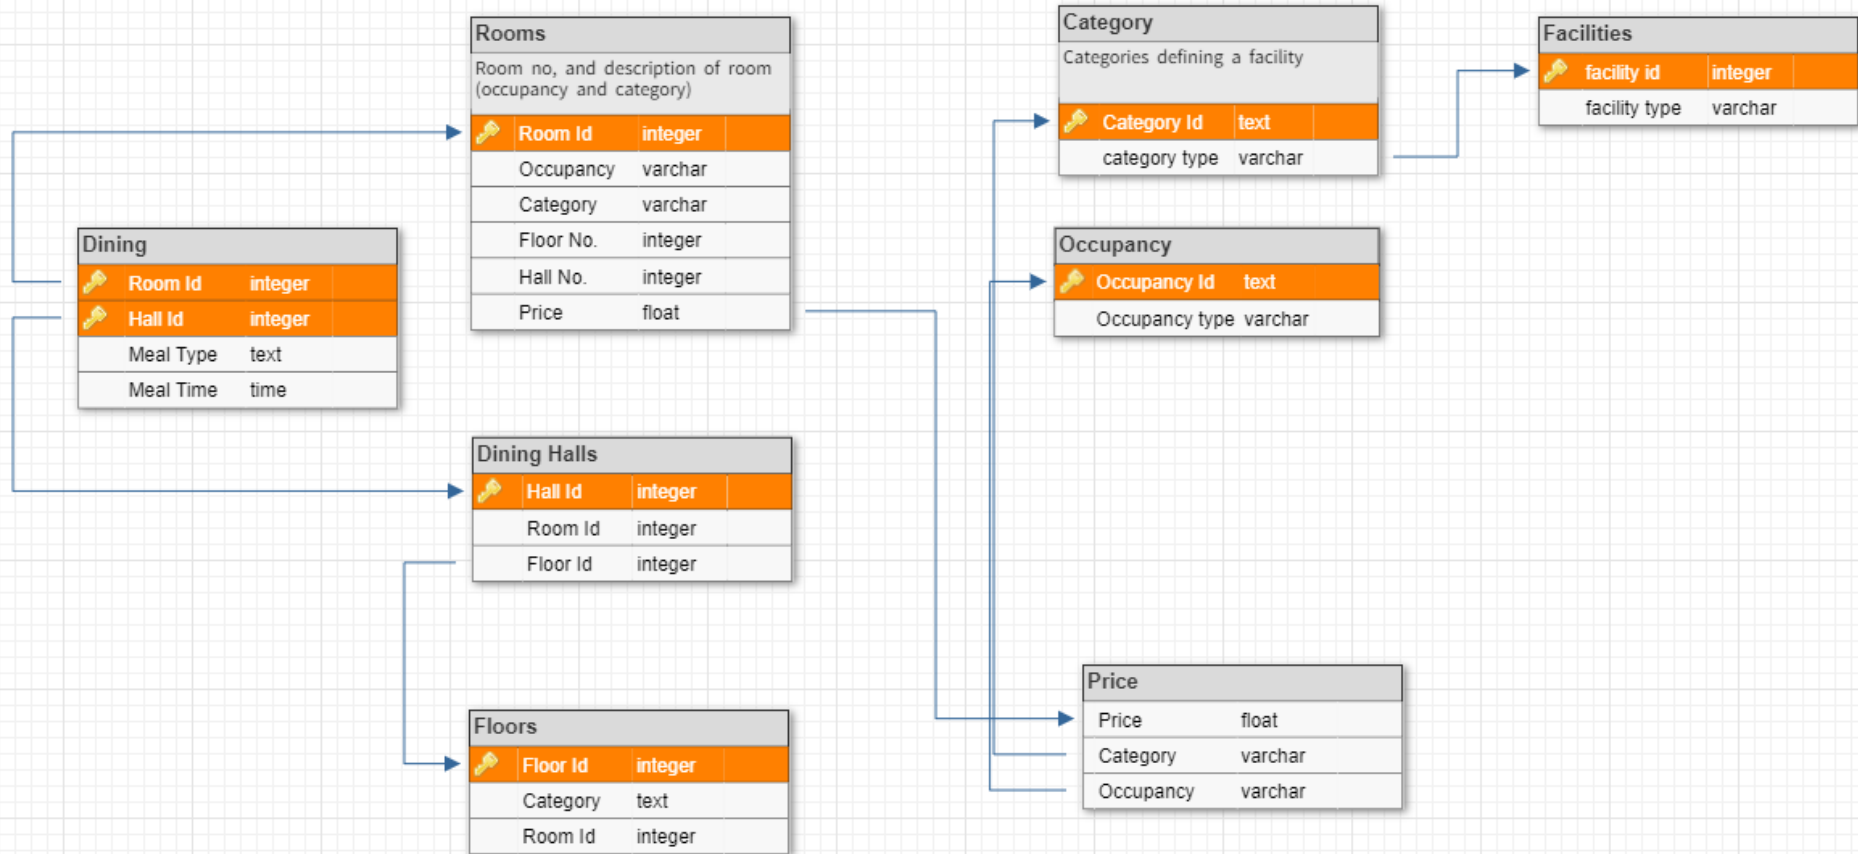 Rooms
Room no, and description of room
(occupancy and category)
Room Id integer
Occupancy varchar
Category varchar
Floor No. integer
Hall No. integer
Price float
Category
Categories defining a facility
Category Id text
category type varchar
Facilities
facility id integer
facility type varchar
Dining
Room Id integer
Hall Id integer
Meal Type text
Meal Time time
Occupancy
Occupancy Id text
Occupancy type varchar
Dining Halls
Hall Id integer
Room Id integer
Floor Id integer
Floors
Floor Id integer
Category text
Room Id integer
Price
Price float
Category varchar
Occupancy varchar